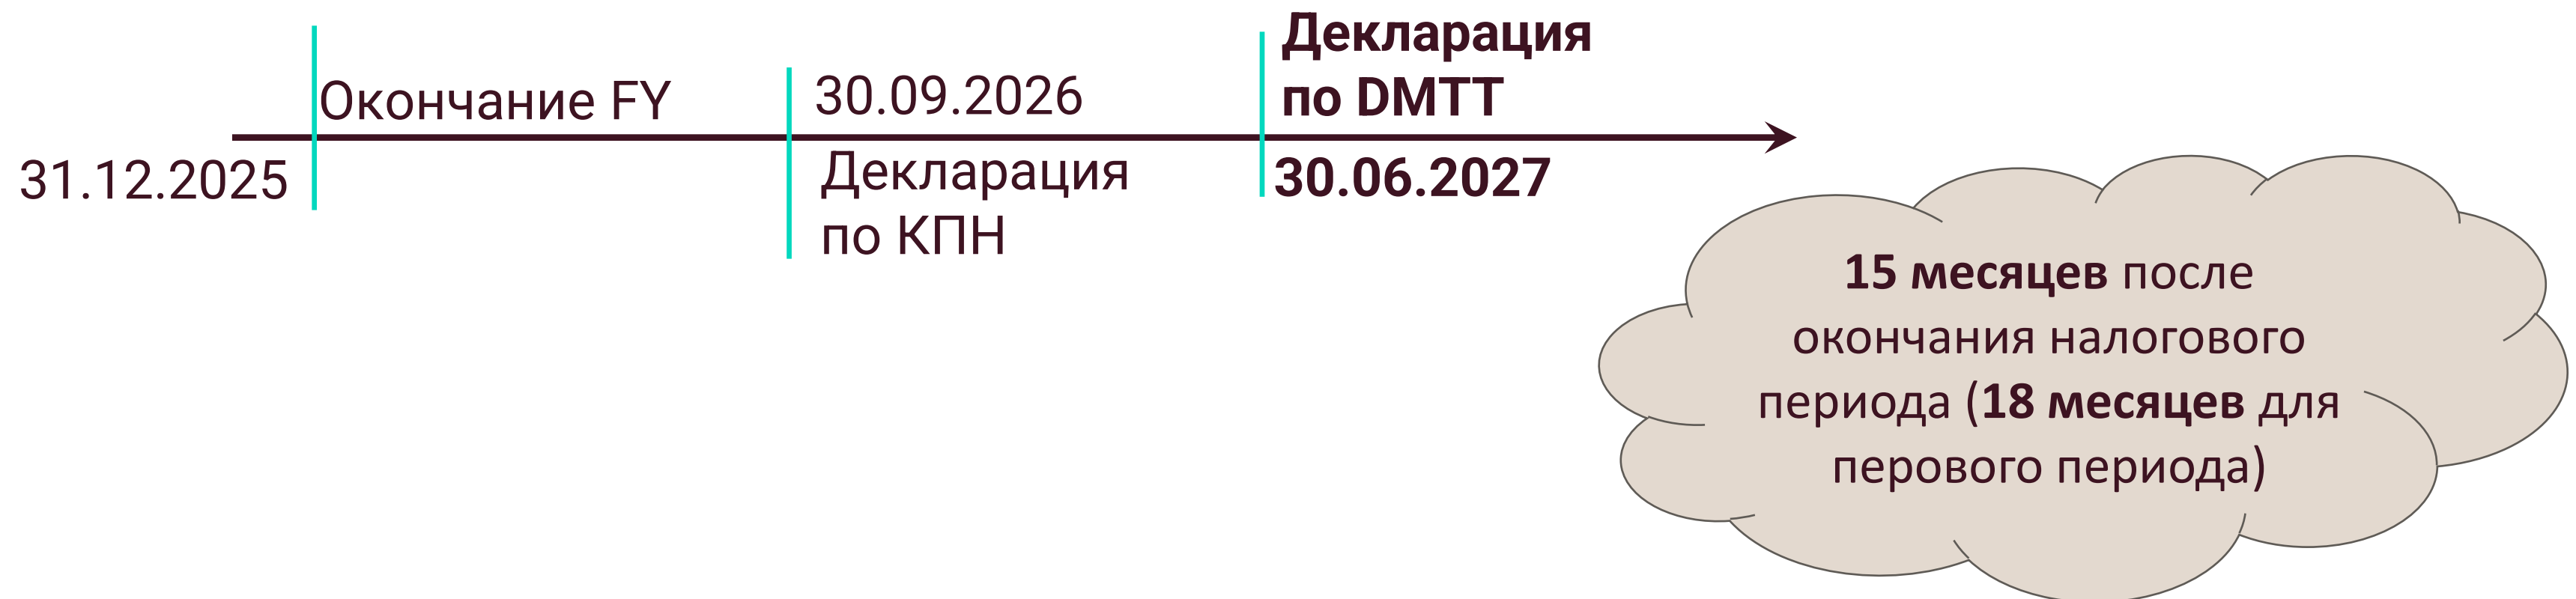 31.12.2025
Окончание FY
30.09.2026
Декларация
по КПН
Декларация
по DMTT
30.06.2027
15 месяцев после
окончания налогового
периода (18 месяцев для
перового периода)